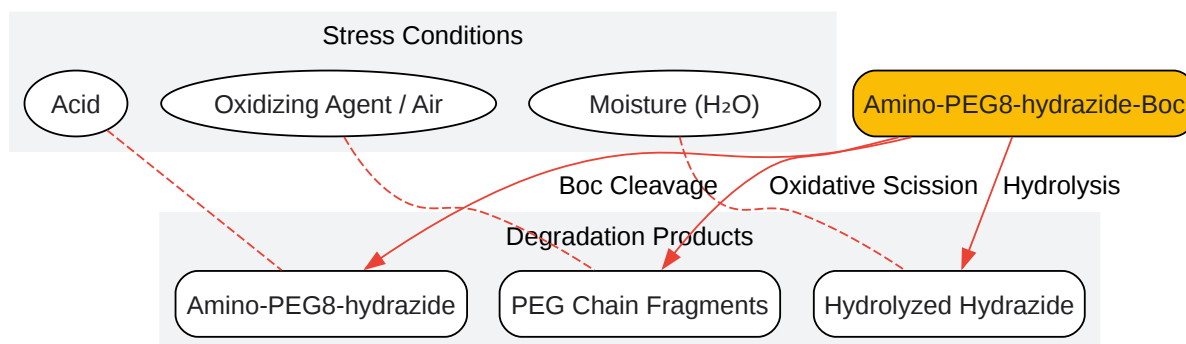 Stress Conditions
Acid
Oxidizing Agent / Air
Moisture (H₂O)
Amino-PEG8-hydrazide-Boc
Boc Cleavage
Oxidative Scission
Hydrolysis
Degradation Products
Amino-PEG8-hydrazide
PEG Chain Fragments
Hydrolyzed Hydrazide